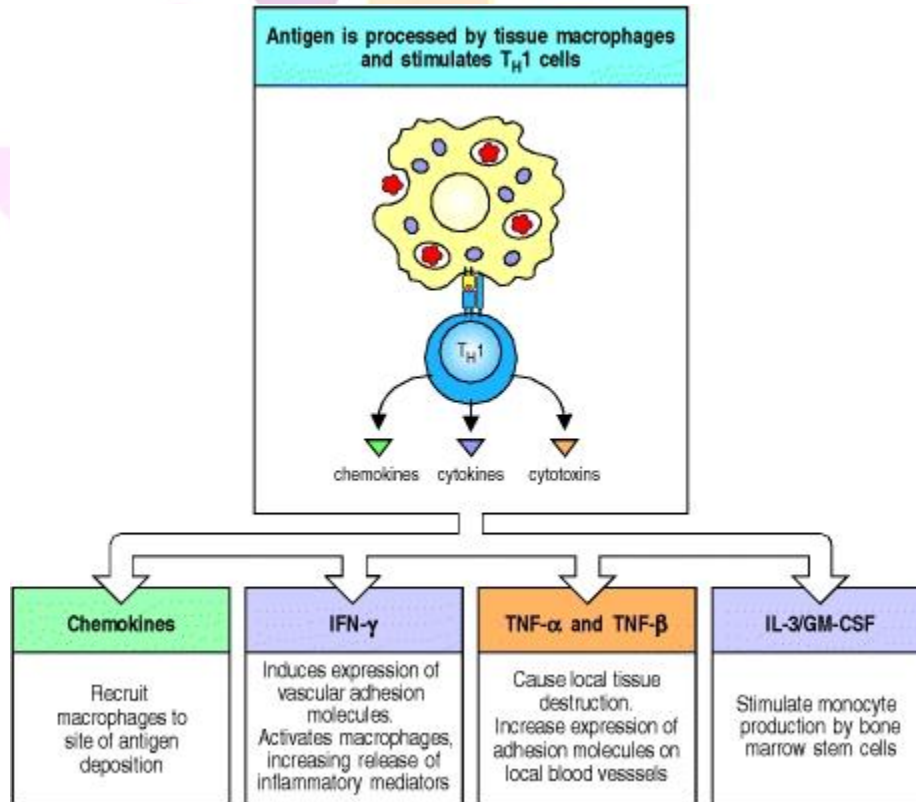 Antigen is processed by tissue macrophages
and stimulates TH1 cells
TH1
chemokines cytokines cytotoxins
Chemokines
Recruit
macrophages to
site of antigen
deposition
IFN-γ
Induces expression of
vascular adhesion
molecules.
Activates macrophages,
increasing release of
inflammatory mediators
TNF-α and TNF-β
Cause local tissue
destruction.
Increase expression of
adhesion molecules on
local blood vesssels
IL-3/GM-CSF
Stimulate monocyte
production by bone
marrow stem cells